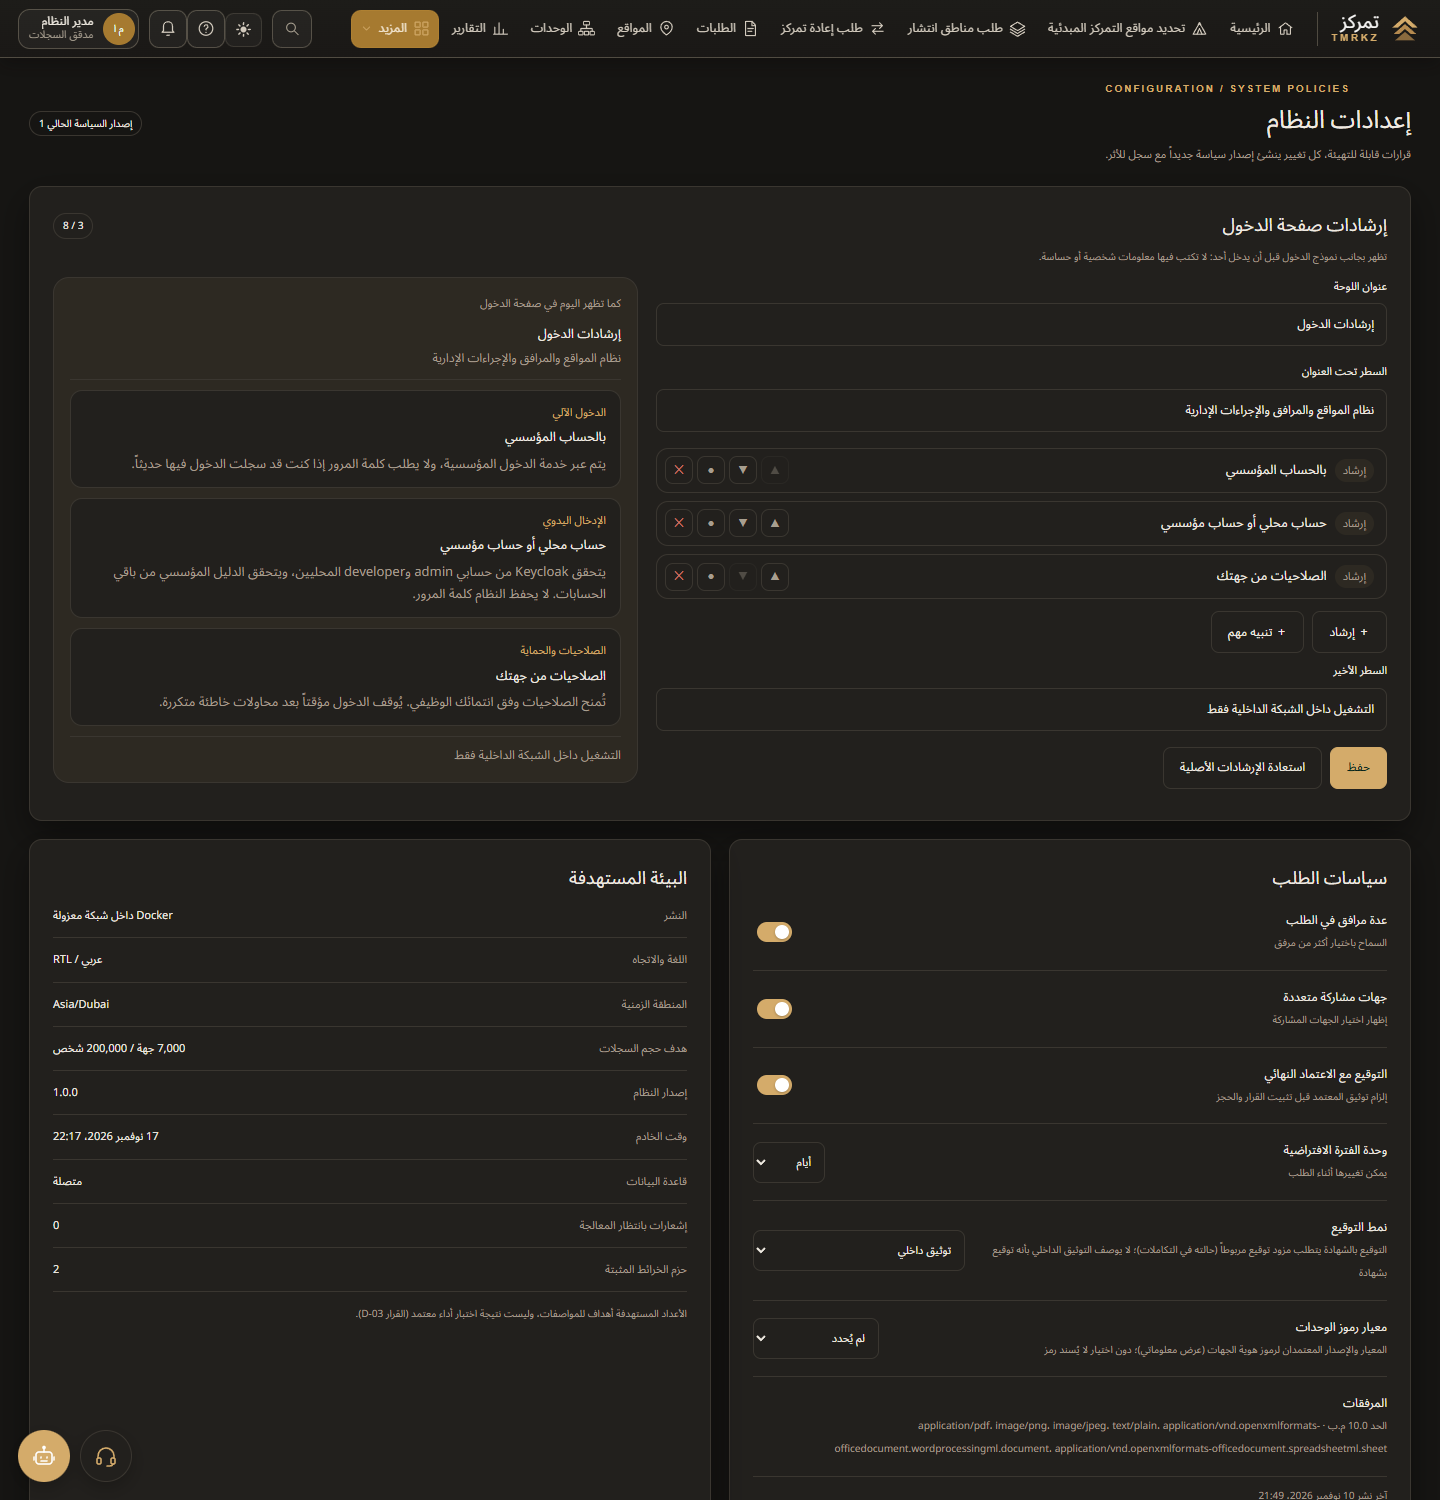 تمركز
TMRKZ
الرئيسية
تحديد مواقع التمركز المبدئية
طلب مناطق انتشار
طلب إعادة تمركز
الطلبات
المواقع
الوحدات
التقارير
المزيد
م ا
مدير النظام
مدقق السجلات
CONFIGURATION / SYSTEM POLICIES
إعدادات النظام
قرارات قابلة للتهيئة، كل تغيير ينشئ إصدار سياسة جديداً مع سجل للأثر.
إصدار السياسة الحالي 1
إرشادات صفحة الدخول
3 / 8
تظهر بجانب نموذج الدخول قبل أن يدخل أحد: لا تكتب فيها معلومات شخصية أو حساسة.
عنوان اللوحة
إرشادات الدخول
السطر تحت العنوان
نظام المواقع والمرافق والإجراءات الإدارية
إرشاد بالحساب المؤسسي
إرشاد حساب محلي أو حساب مؤسسي
إرشاد الصلاحيات من جهتك
+ إرشاد
+ تنبيه مهم
السطر الأخير
التشغيل داخل الشبكة الداخلية فقط
حفظ
استعادة الإرشادات الأصلية
كما تظهر اليوم في صفحة الدخول
إرشادات الدخول
نظام المواقع والمرافق والإجراءات الإدارية
الدخول الآلي
بالحساب المؤسسي
يتم عبر خدمة الدخول المؤسسية، ولا يطلب كلمة المرور إذا كنت قد سجلت الدخول فيها حديثاً.
الإدخال اليدوي
حساب محلي أو حساب مؤسسي
يتحقق Keycloak من حسابي admin وdeveloper المحليين، ويتحقق الدليل المؤسسي من باقي
الحسابات. لا يحفظ النظام كلمة المرور.
الصلاحيات والحماية
الصلاحيات من جهتك
تُمنح الصلاحيات وفق انتمائك الوظيفي. يُوقف الدخول مؤقتاً بعد محاولات خاطئة متكررة.
التشغيل داخل الشبكة الداخلية فقط
سياسات الطلب
عدة مرافق في الطلب
السماح باختيار أكثر من مرفق
جهات مشاركة متعددة
إظهار اختيار الجهات المشاركة
التوقيع مع الاعتماد النهائي
إلزام توثيق المعتمد قبل تثبيت القرار والحجز
وحدة الفترة الافتراضية
يمكن تغييرها أثناء الطلب
أيام
نمط التوقيع
التوقيع بالشهادة يتطلب مزود توقيع مربوطاً (حالته في التكاملات)؛ لا يوصف التوثيق الداخلي بأنه توقيع
بشهادة
توثيق داخلي
معيار رموز الوحدات
المعيار والإصدار المعتمدان لرموز هوية الجهات (عرض معلوماتي)؛ دون اختيار لا يُسند رمز
لم يُحدد
المرفقات
الحد 10.0 م.ب · application/pdf، image/png، image/jpeg، text/plain، application/vnd.openxmlformats-
officedocument.wordprocessingml.document، application/vnd.openxmlformats-officedocument.spreadsheetml.sheet
آخر نشر 10 نوفمبر 2026، 21:49
البيئة المستهدفة
النشر
Docker داخل شبكة معزولة
اللغة والاتجاه
عربي / RTL
المنطقة الزمنية
Asia/Dubai
هدف حجم السجلات
7,000 جهة / 200,000 شخص
إصدار النظام
1.0.0
وقت الخادم
17 نوفمبر 2026، 22:17
قاعدة البيانات
متصلة
إشعارات بانتظار المعالجة
0
حزم الخرائط المثبتة
2
الأعداد المستهدفة أهداف للمواصفات، وليست نتيجة اختبار أداء معتمد (القرار D-03).